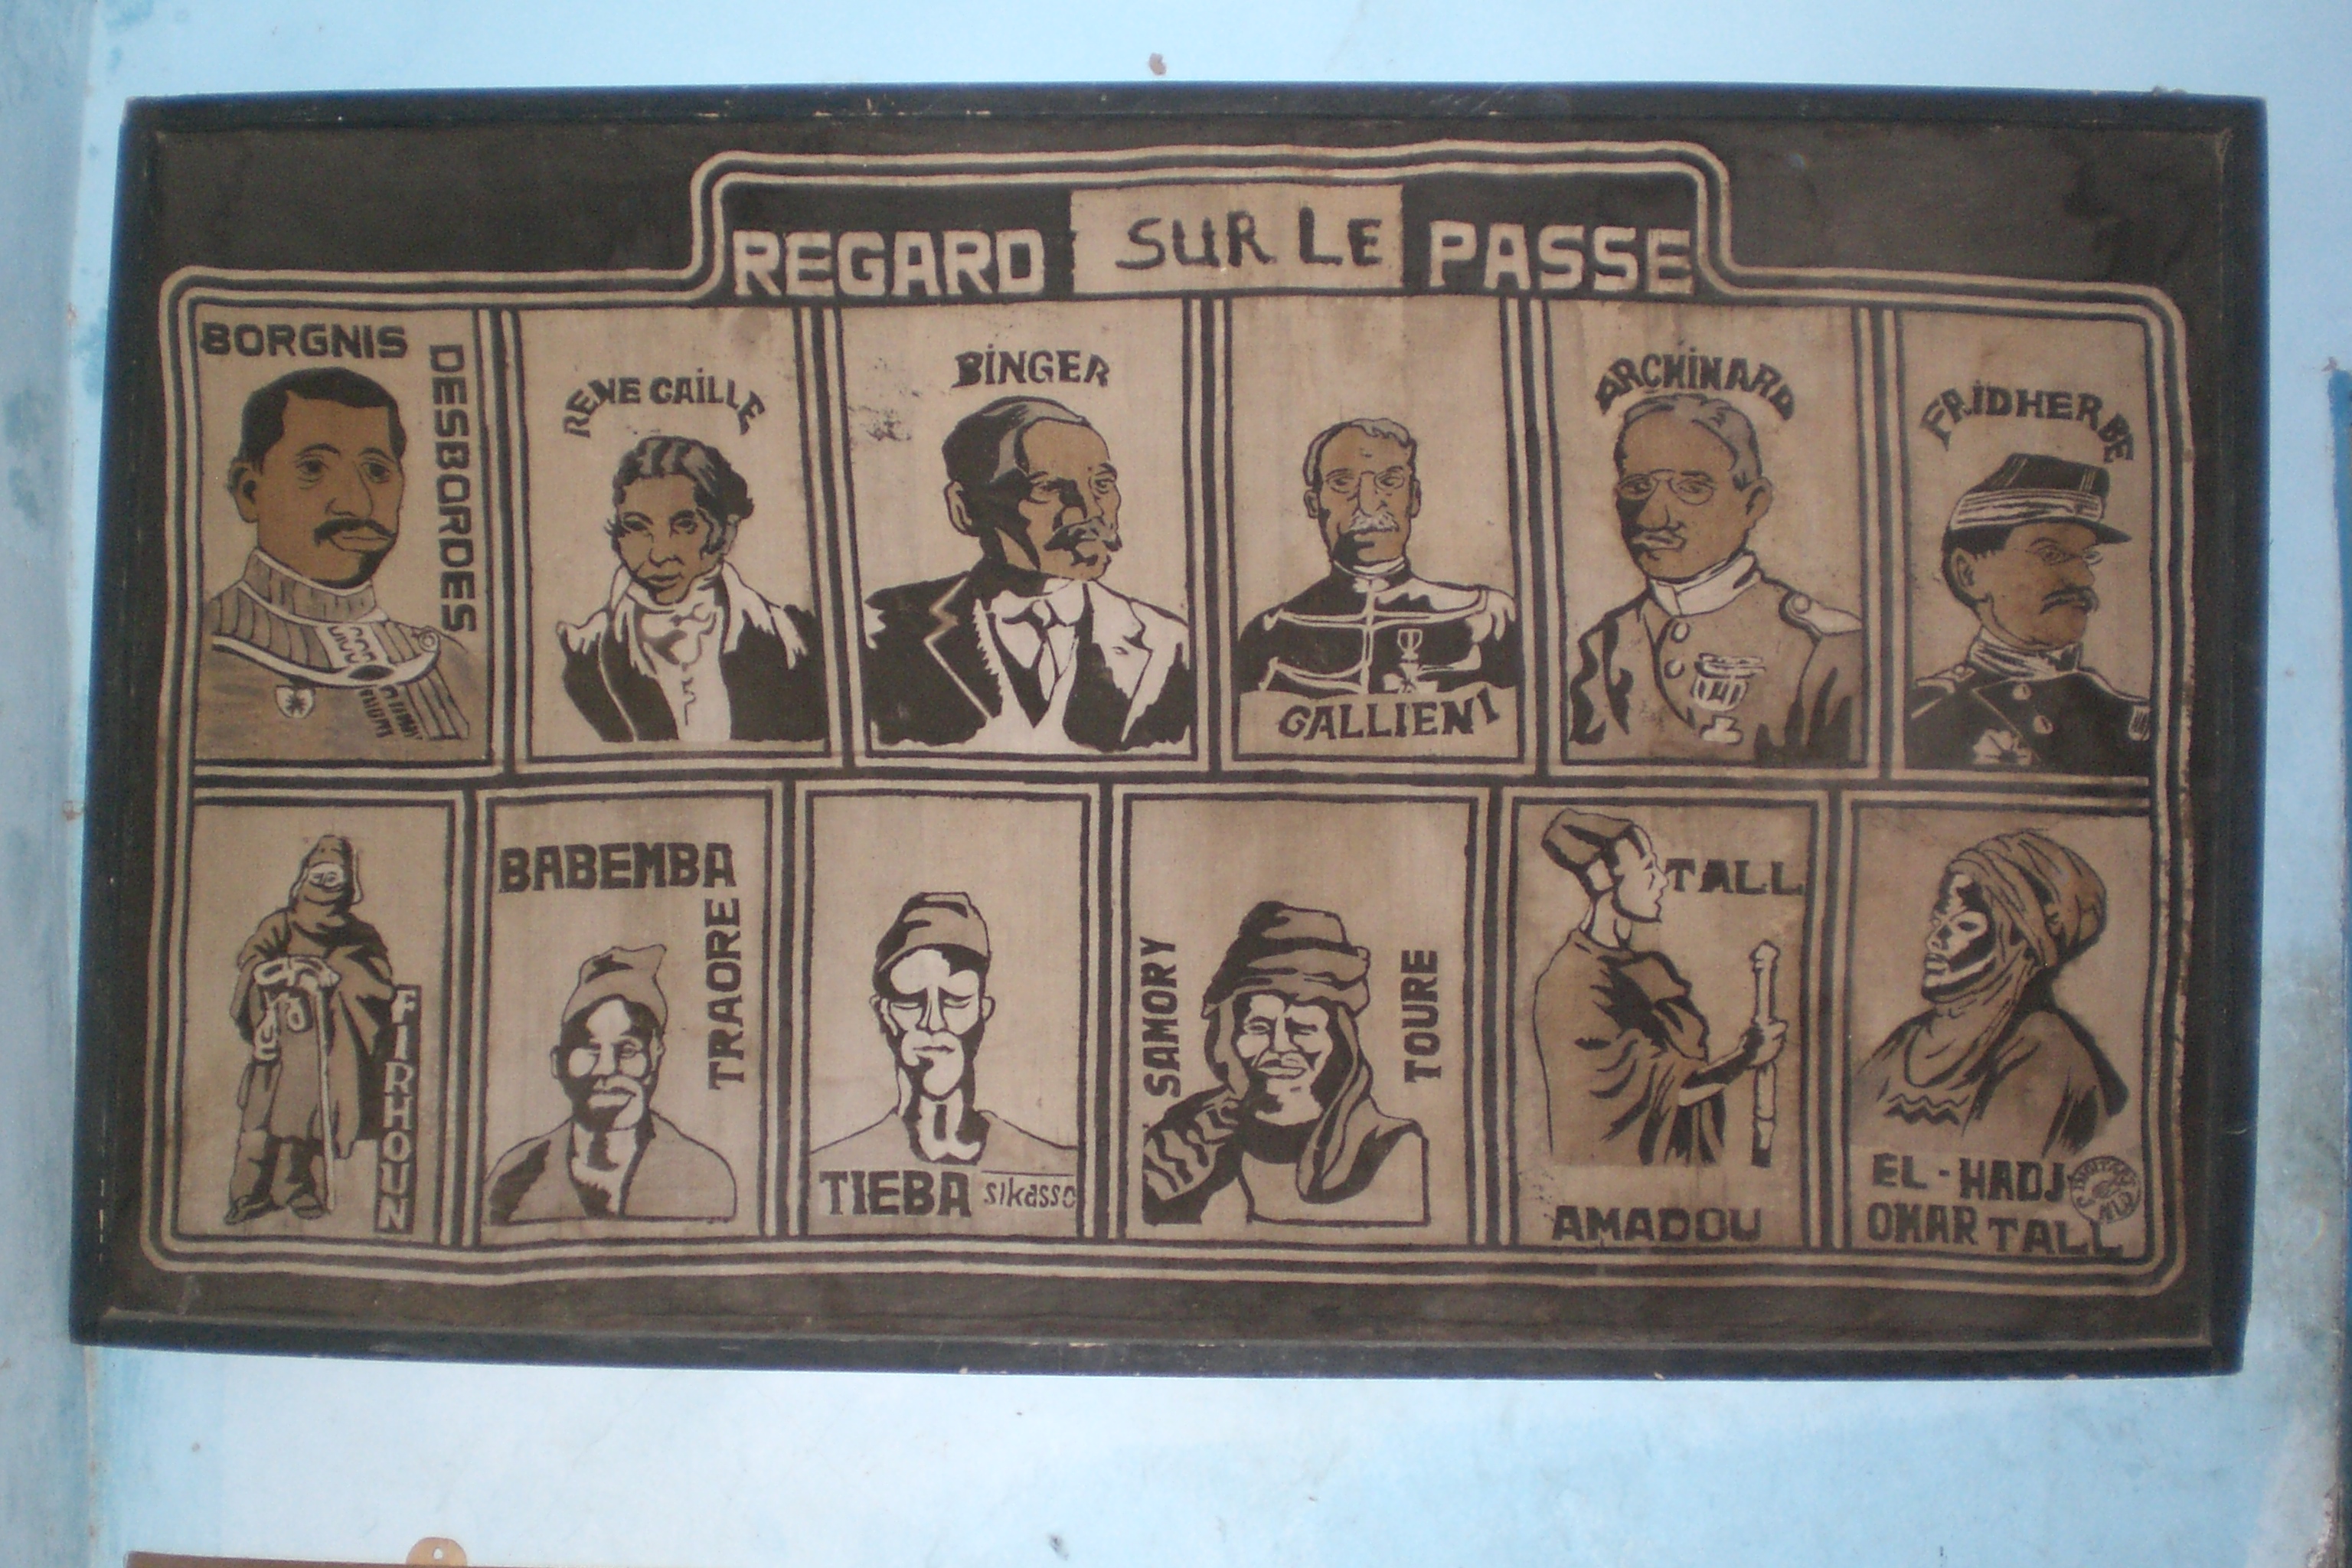 REGARD SUR LE PASSE
BORGNIS
DESBORDES
RENE CAILLE
BINGER
GALLIENI
ARCHINARD
FAIDHERBE
FIRHOUN
BABEMBA
TRAORE
TIEBA sikasso
SAMORY
TOURE
TALL
AMADOU
EL-HADJ
OMAR TALL